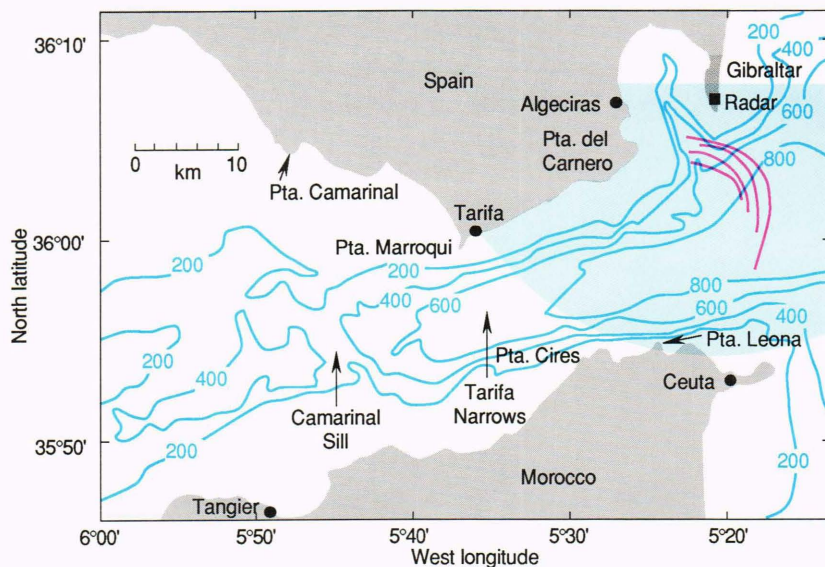 36°10'
200
400
Gibraltar
Spain
600
Algeciras
Radar
800
0 10
km
Pta. del
Carnero
Pta. Camarinal
Tarifa
36°00'
Pta. Marroqui
200
200
North latitude
400
600
800
600
400
200
400
Pta. Cires
Pta. Leona
Ceuta
Camarinal
Sill
Tarifa
Narrows
35°50'
200
200
Morocco
Tangier
6°00' 5°50' 5°40' 5°30' 5°20'
West longitude